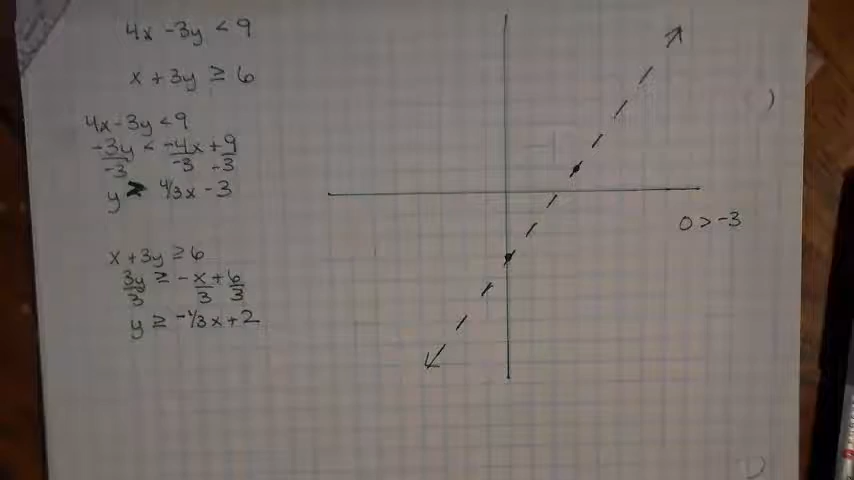 4x - 3y < 9
x + 3y ≥ 6
4x - 3y < 9
-3y/-3 < -4x/-3 + 9/-3
y > 4/3x - 3
0 > -3
x + 3y ≥ 6
3y/3 ≥ -x/3 + 6/3
y ≥ -1/3x + 2